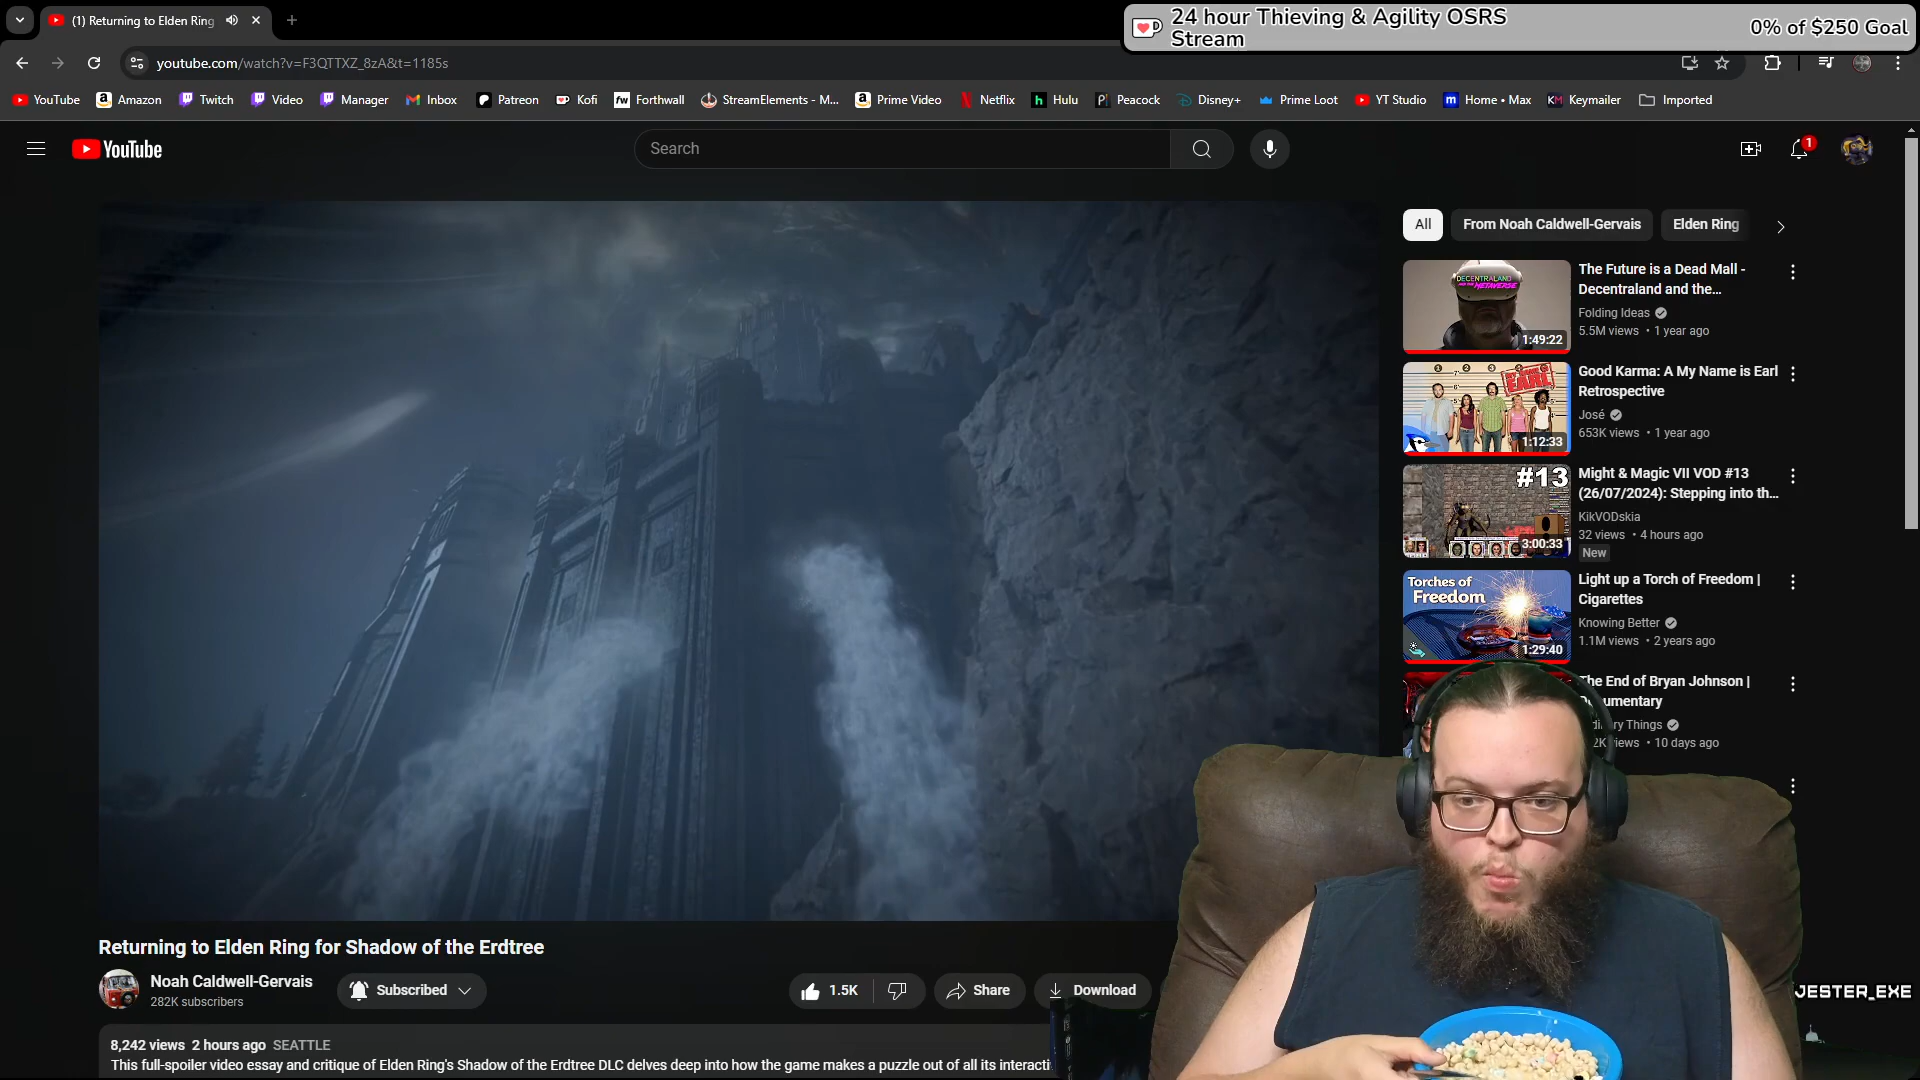 (1) Returning to Elden Ring
24 hour Thieving & Agility OSRS
Stream
0% of $250 Goal
youtube.com/watch?v=F3QTTXZ_8zA&t=1185s
YouTube
Amazon
Twitch
Video
Manager
Inbox
Patreon
Kofi
fw Forthwall
StreamElements - M...
Prime Video
Netflix
Hulu
Peacock
Disney+
Prime Loot
YT Studio
Home • Max
KM Keymailer
Imported
YouTube
Search
1
All
From Noah Caldwell-Gervais
Elden Ring
DECENTRALAND
METAVERSE
1:49:22
The Future is a Dead Mall -
Decentraland and the...
Folding Ideas
5.5M views • 1 year ago
EARL
1:12:33
Good Karma: A My Name is Earl
Retrospective
José
653K views • 1 year ago
#13
3:00:33
Might & Magic VII VOD #13
(26/07/2024): Stepping into th...
KikVODskia
32 views • 4 hours ago
New
Torches of
Freedom
1:29:40
Light up a Torch of Freedom |
Cigarettes
Knowing Better
1.1M views • 2 years ago
The End of Bryan Johnson |
Things
views • 10 days ago
Returning to Elden Ring for Shadow of the Erdtree
Noah Caldwell-Gervais
282K subscribers
Subscribed
1.5K
Share
Download
JESTER_EXE
8,242 views 2 hours ago SEATTLE
This full-spoiler video essay and critique of Elden Ring's Shadow of the Erdtree DLC delves deep into how the game makes a puzzle out of all its interacti